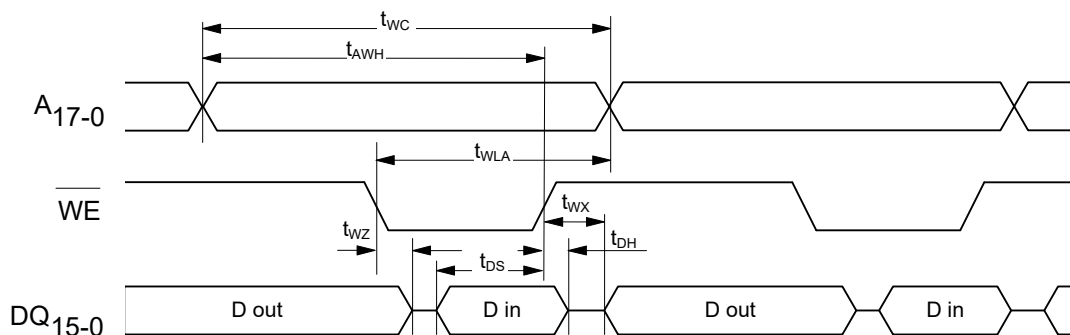 tWC
tAWH
A17-0
tWLA
WE
tWX
tWZ
tDH
tDS
DQ15-0
D out
D in
D out
D in